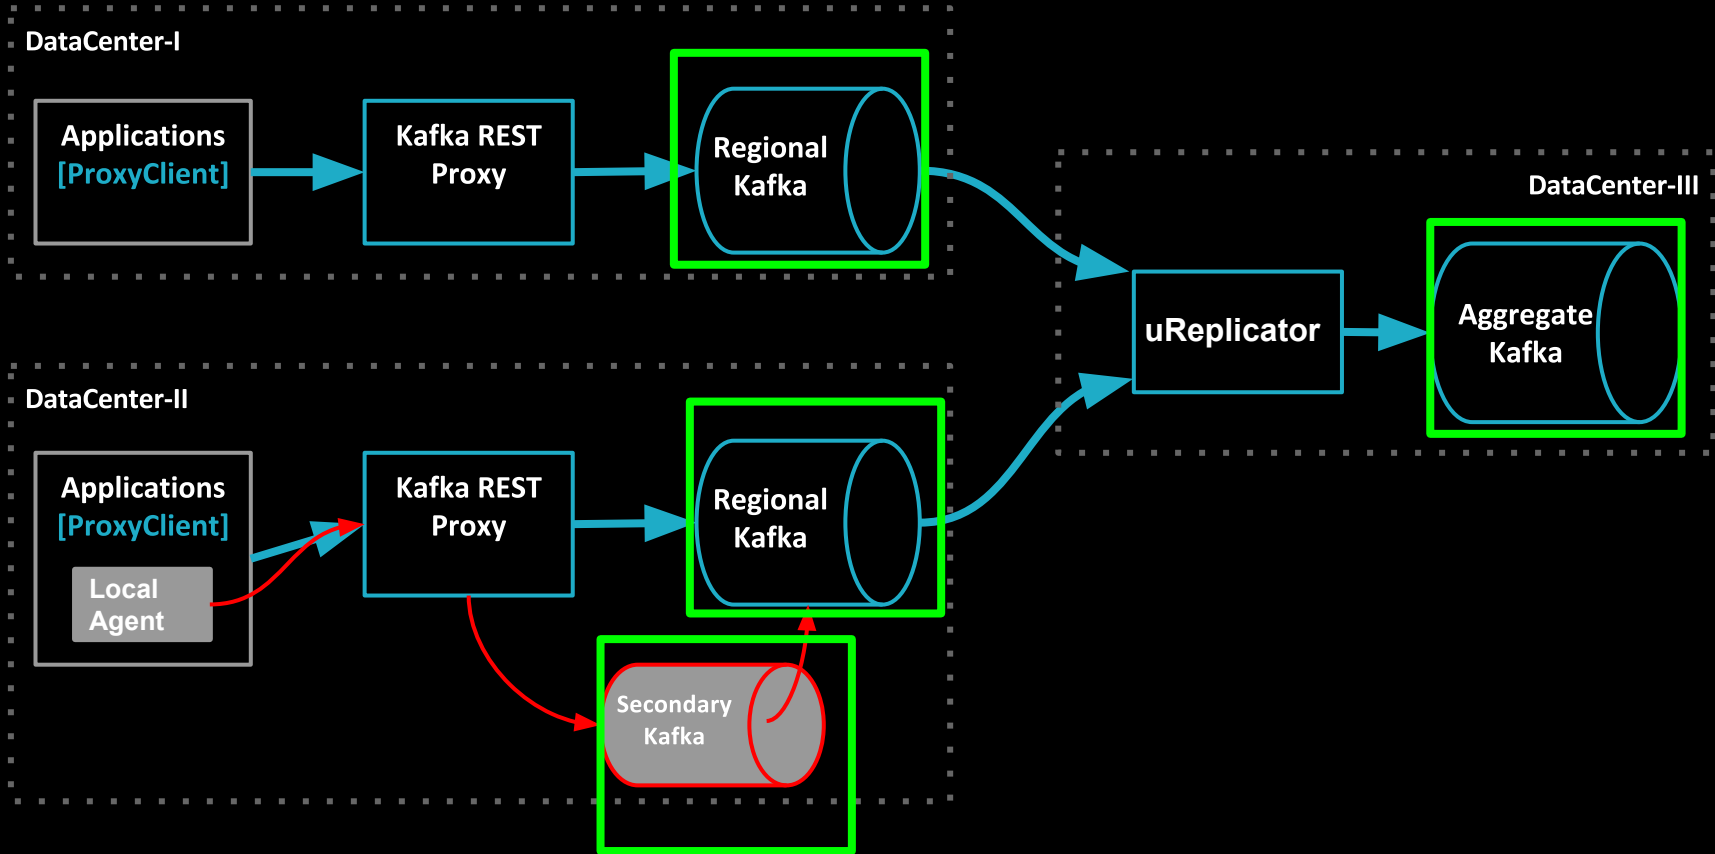 DataCenter-I
Applications
[ProxyClient]
Kafka REST
Proxy
Regional
Kafka
DataCenter-III
uReplicator
Aggregate
Kafka
DataCenter-II
Applications
[ProxyClient]
Local
Agent
Kafka REST
Proxy
Regional
Kafka
Secondary
Kafka